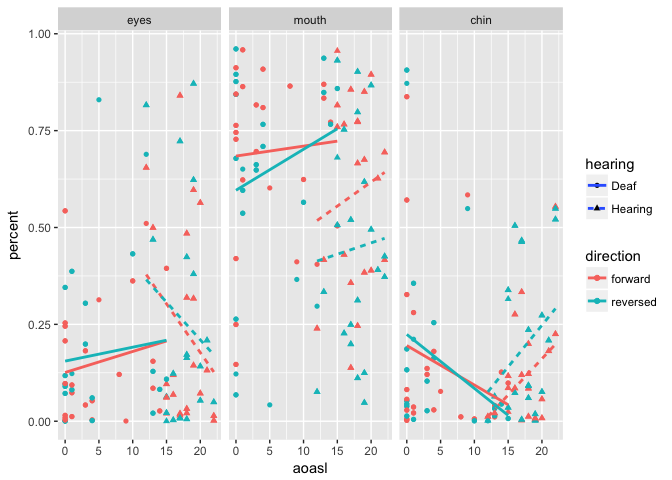 eyes mouth chin
1.00
0.75
0.50
0.25
0.00
percent
0 5 10 15 20 0 5 10 15 20 0 5 10 15 20
aoasl
hearing
Deaf
Hearing
direction
forward
reversed